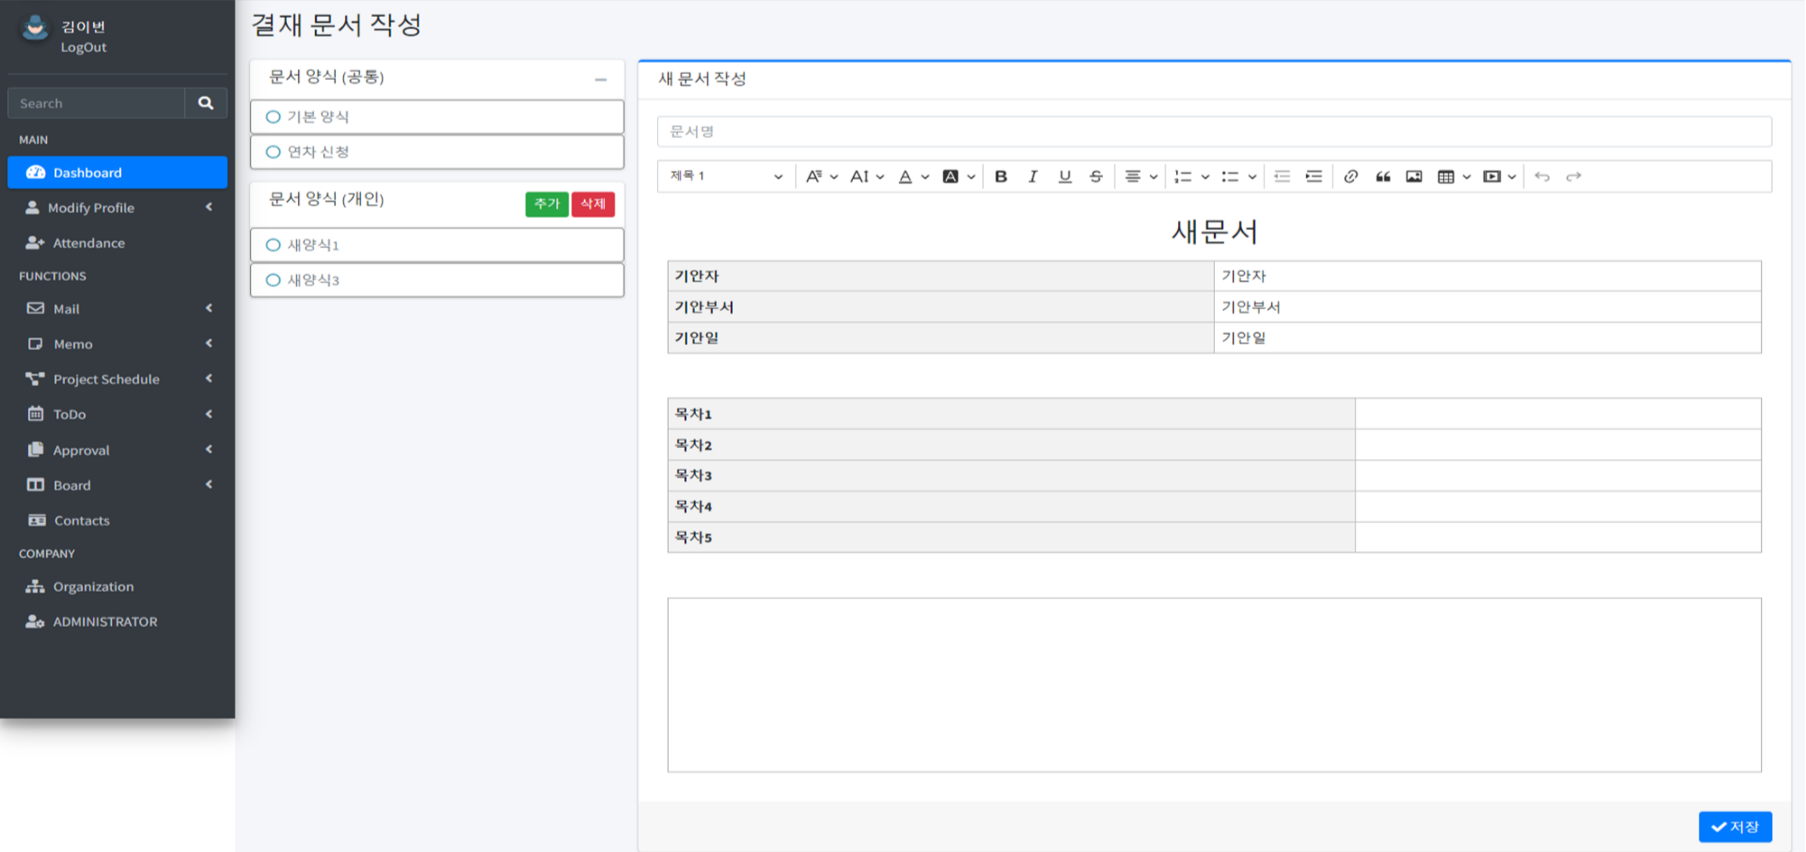 김이번
LogOut
Search
MAIN
Dashboard
Modify Profile
Attendance
FUNCTIONS
Mail
Memo
Project Schedule
ToDo
Approval
Board
Contacts
COMPANY
Organization
ADMINISTRATOR
결재 문서 작성
문서 양식 (공통)
기본 양식
연차 신청
문서 양식 (개인)
추가 삭제
새양식1
새양식3
새 문서 작성
문서명
제목 1
새문서
기안자 기안자
기안부서 기안부서
기안일 기안일
목차1
목차2
목차3
목차4
목차5
저장